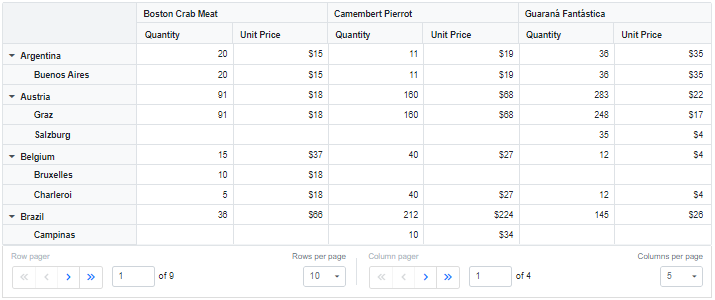 Boston Crab Meat Camembert Pierrot Guaraná Fantástica
Quantity Unit Price Quantity Unit Price Quantity Unit Price
Argentina 20 $15 11 $19 36 $35
Buenos Aires 20 $15 11 $19 36 $35
Austria 91 $18 160 $68 283 $22
Graz 91 $18 160 $68 248 $17
Salzburg 35 $4
Belgium 15 $37 40 $27 12 $4
Bruxelles 10 $18
Charleroi 5 $18 40 $27 12 $4
Brazil 36 $66 212 $224 145 $26
Campinas 10 $34
Row pager Rows per page Column pager Columns per page
1 of 9 10 1 of 4 5